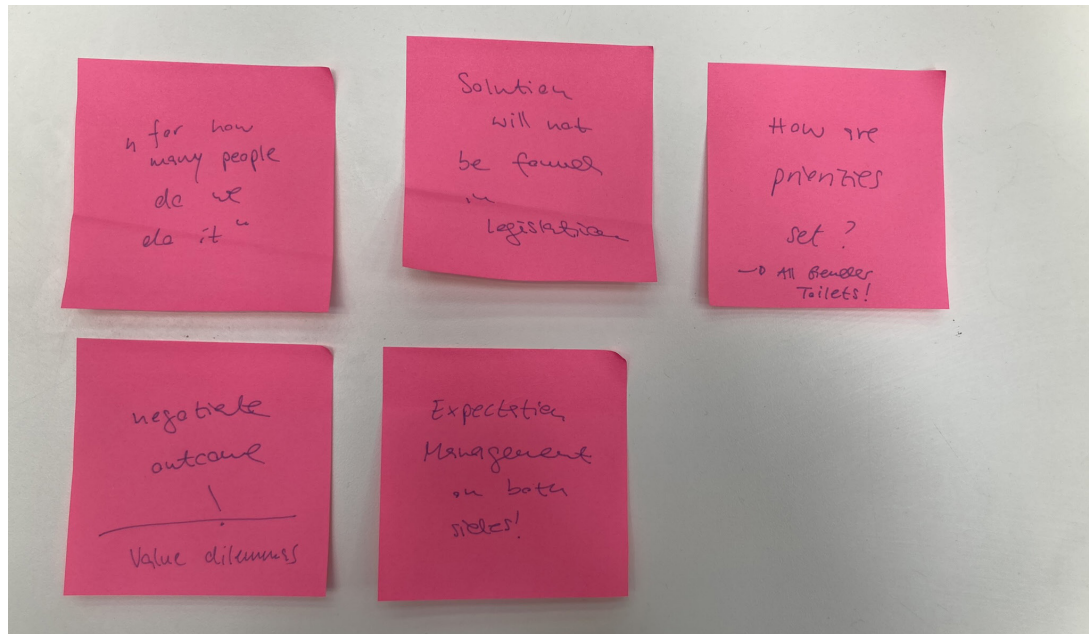 „ for how
many people
do we
do it “
Solution
will not
be found
in
legislation
How are
priorities
set ?
→ All Gender
Toilets!
negotiate
outcome
!
Value dilemmas
Expectation
Management
on both
sides!